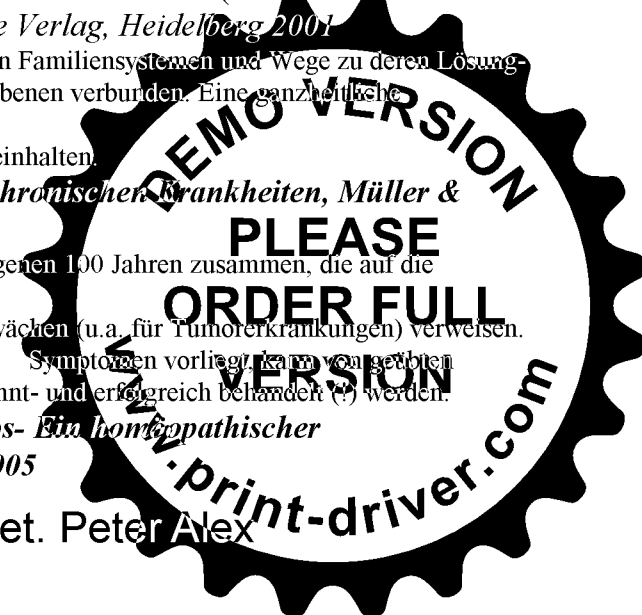 e Verlag, Heidelberg 2001
n Familiensystemen und Wege zu deren Lösung-
benen verbunden. Eine ganzheitliche
einhalten.
hronischen Krankheiten, Müller &
genen 100 Jahren zusammen, die auf die
wächen (u.a. für Tumorerkrankungen) verweisen.
Symptomen vorliegt, kann von geübten
nnt- und erfolgreich behandelt (!) werden.
os- Ein homöopathischer
005
et. Peter Alex
DEMO VERSION
PLEASE
ORDER FULL
VERSION
www.print-driver.com